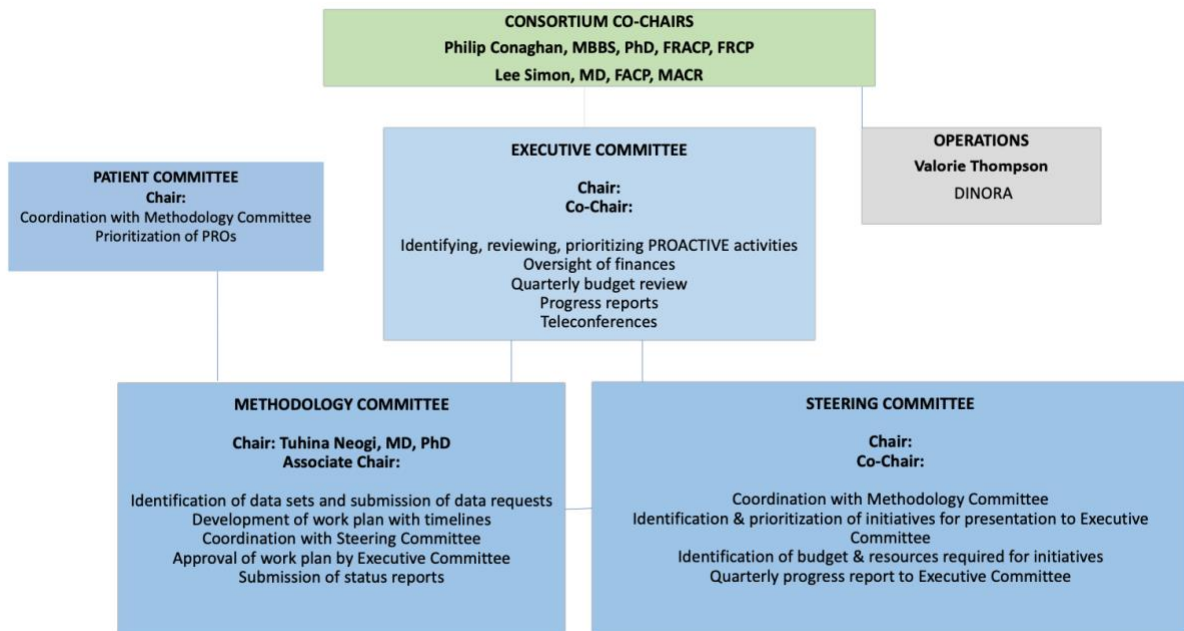 CONSORTIUM CO-CHAIRS
Philip Conaghan, MBBS, PhD, FRACP, FRCP
Lee Simon, MD, FACP, MACR
OPERATIONS
Valorie Thompson
DINORA
EXECUTIVE COMMITTEE
Chair:
Co-Chair:
Identifying, reviewing, prioritizing PROACTIVE activities
Oversight of finances
Quarterly budget review
Progress reports
Teleconferences
PATIENT COMMITTEE
Chair:
Coordination with Methodology Committee
Prioritization of PROs
METHODOLOGY COMMITTEE
Chair: Tuhina Neogi, MD, PhD
Associate Chair:
Identification of data sets and submission of data requests
Development of work plan with timelines
Coordination with Steering Committee
Approval of work plan by Executive Committee
Submission of status reports
STEERING COMMITTEE
Chair:
Co-Chair:
Coordination with Methodology Committee
Identification & prioritization of initiatives for presentation to Executive
Committee
Identification of budget & resources required for initiatives
Quarterly progress report to Executive Committee